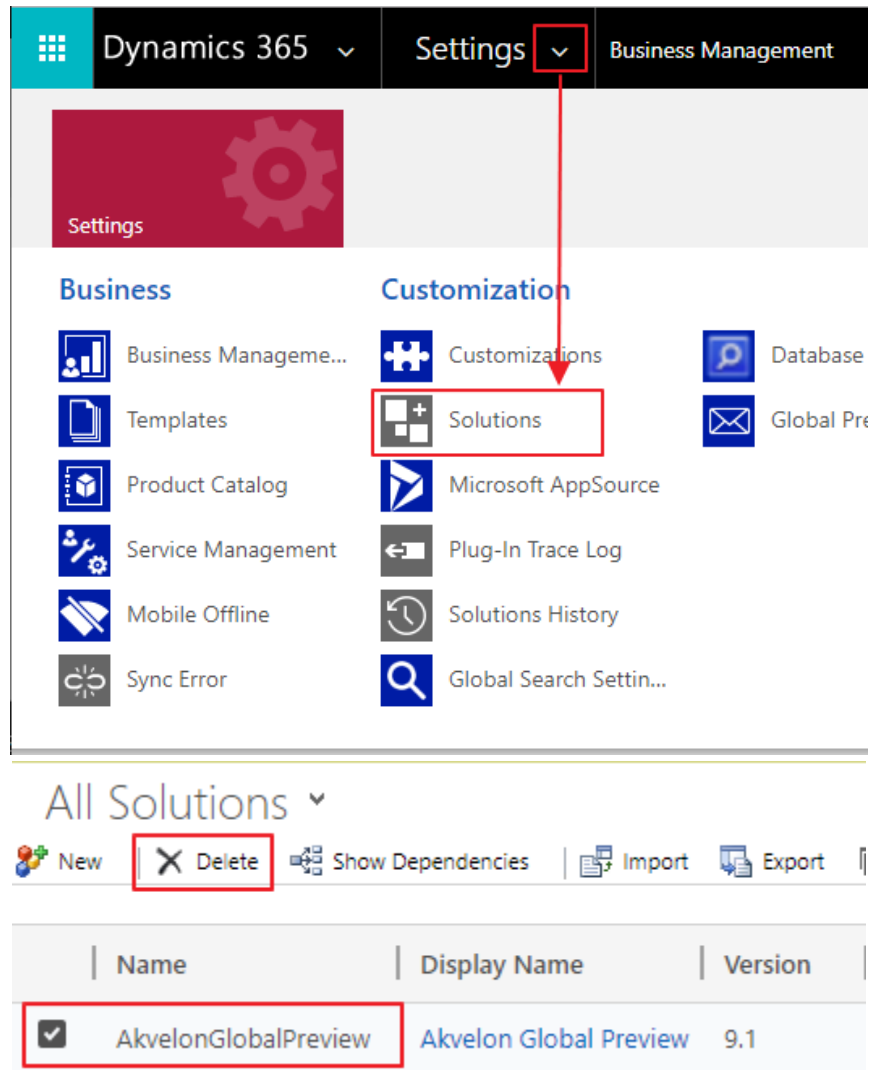 Dynamics 365 Settings Business Management
Settings
Business Customization
Business Manageme... Customizations Database
Templates Solutions Global Pre
Product Catalog Microsoft AppSource
Service Management Plug-In Trace Log
Mobile Offline Solutions History
Sync Error Global Search Settin...
All Solutions
New Delete Show Dependencies Import Export
Name Display Name Version
AkvelonGlobalPreview Akvelon Global Preview 9.1